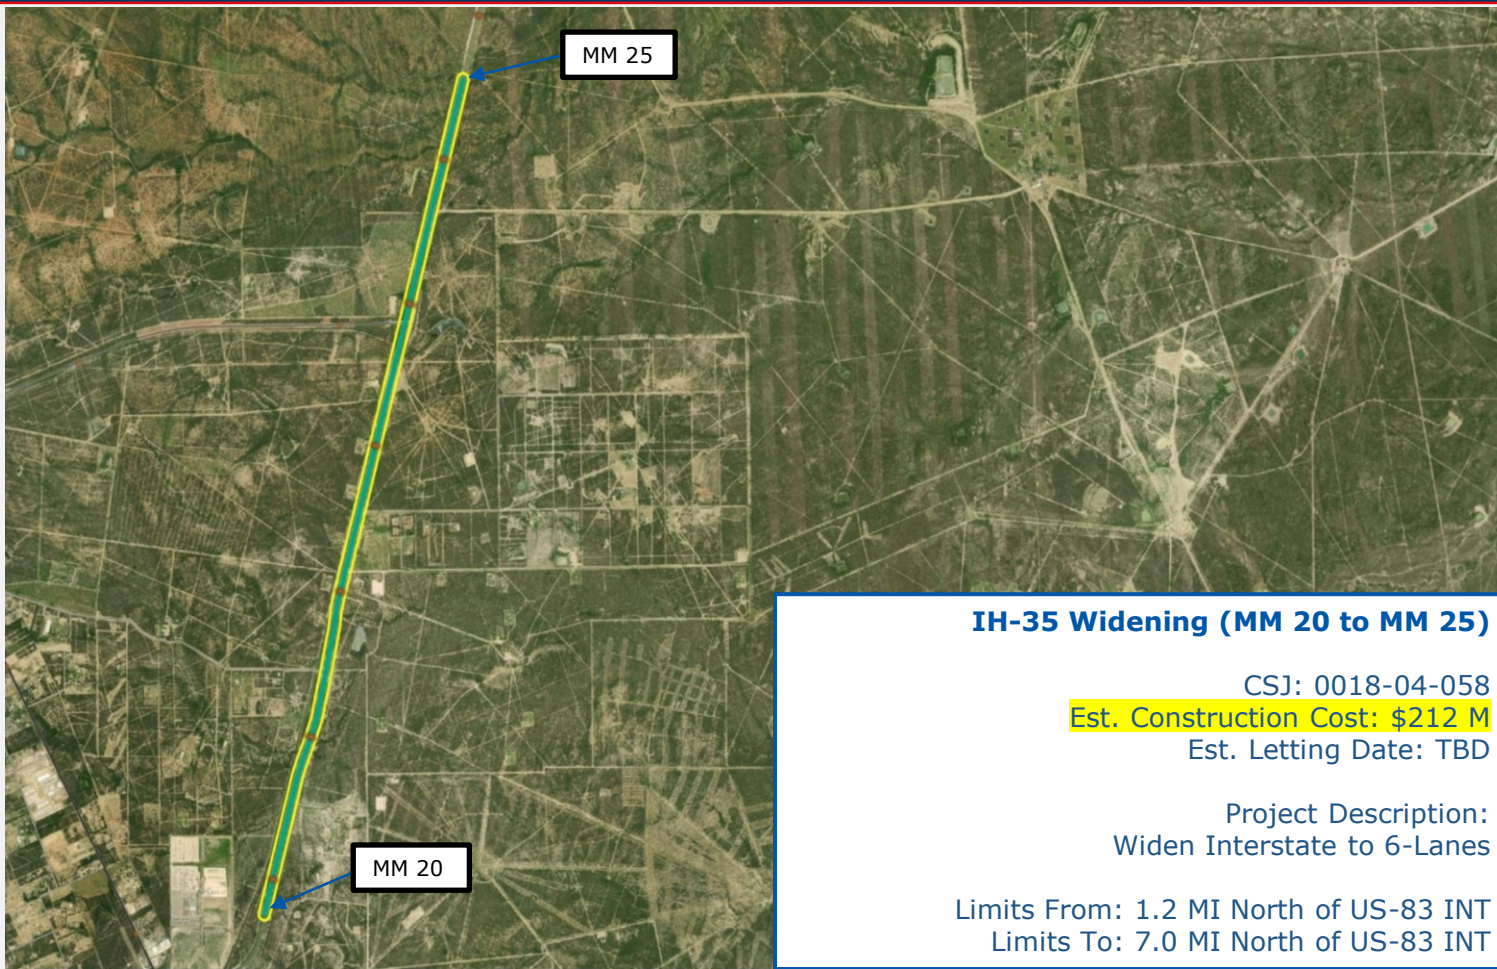 MM 25
MM 20
IH-35 Widening (MM 20 to MM 25)
CSJ: 0018-04-058
Est. Construction Cost: $212 M
Est. Letting Date: TBD
Project Description:
Widen Interstate to 6-Lanes
Limits From: 1.2 MI North of US-83 INT
Limits To: 7.0 MI North of US-83 INT